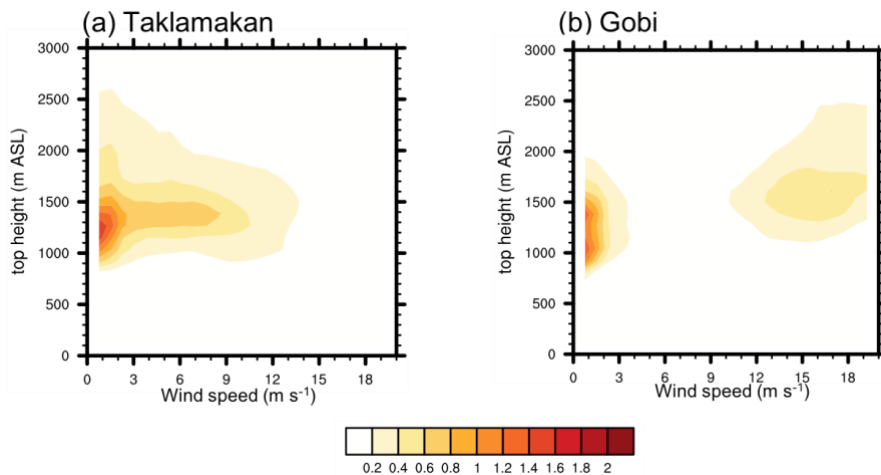 (a) Taklamakan
(b) Gobi
3000
2500
2000
1500
1000
500
0
top height (m ASL)
0 3 6 9 12 15 18
Wind speed (m s⁻¹)
3000
2500
2000
1500
1000
500
0
top height (m ASL)
0 3 6 9 12 15 18
Wind speed (m s⁻¹)
0.2 0.4 0.6 0.8 1 1.2 1.4 1.6 1.8 2